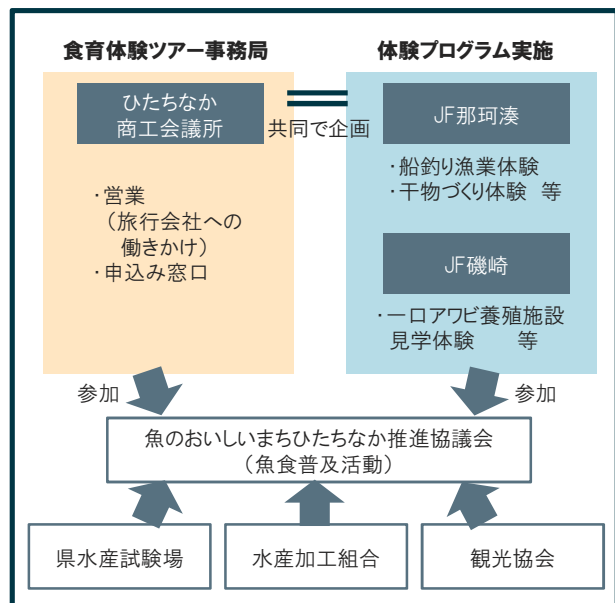 食育体験ツアー事務局
ひたちなか
商工会議所
・営業
（旅行会社への
働きかけ）
・申込み窓口
共同で企画
体験プログラム実施
JF那珂湊
・船釣り漁業体験
・干物づくり体験 等
JF磯崎
・一口アワビ養殖施設
見学体験 等
参加
参加
魚のおいしいまちひたちなか推進協議会
（魚食普及活動）
県水産試験場
水産加工組合
観光協会